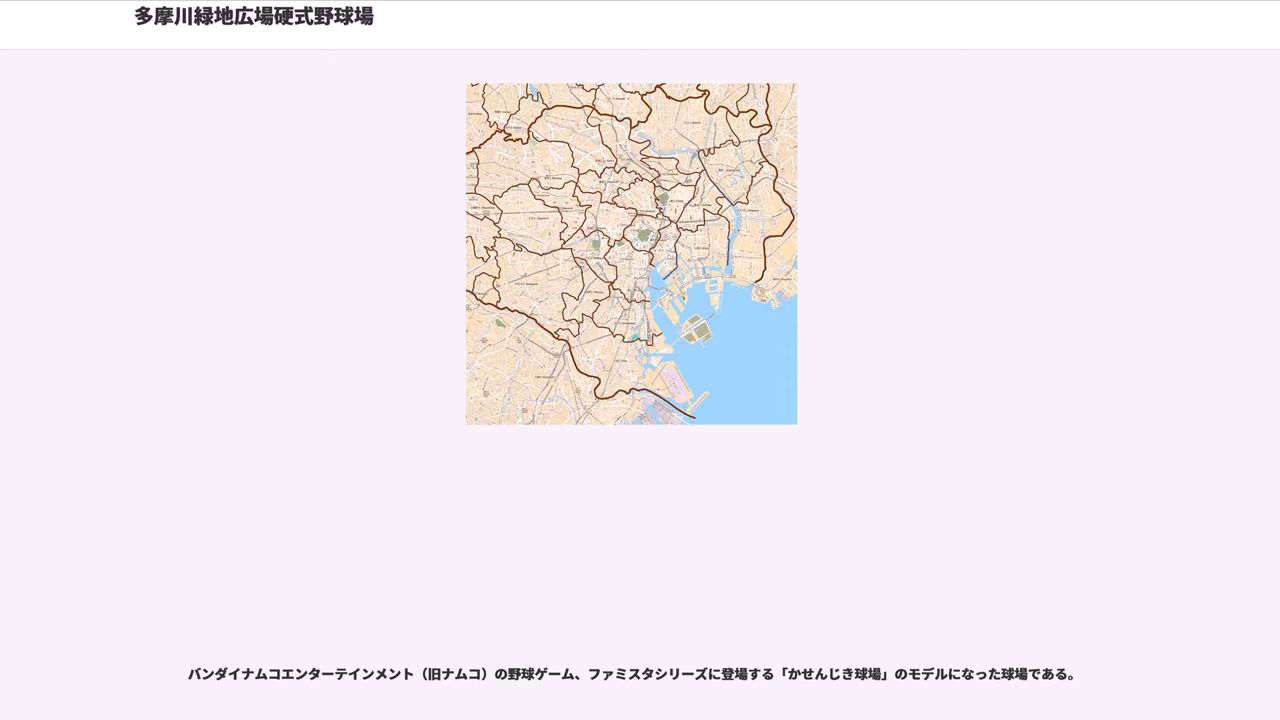 多摩川緑地広場硬式野球場
バンダイナムコエンターテインメント（旧ナムコ）の野球ゲーム、ファミスタシリーズに登場する「かせんじき球場」のモデルになった球場である。